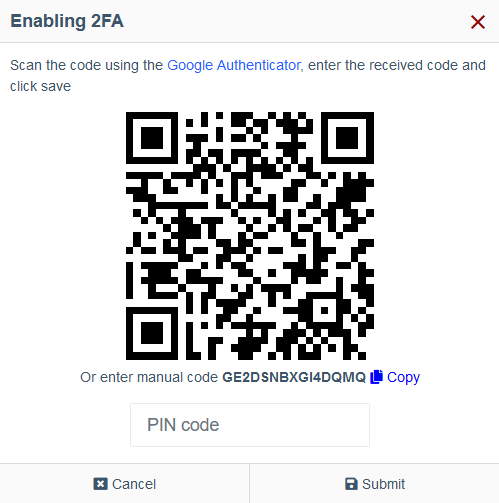 Enabling 2FA
Scan the code using the Google Authenticator, enter the received code and
click save
Or enter manual code GE2DSNBXGI4DQMQ Copy
PIN code
Cancel
Submit